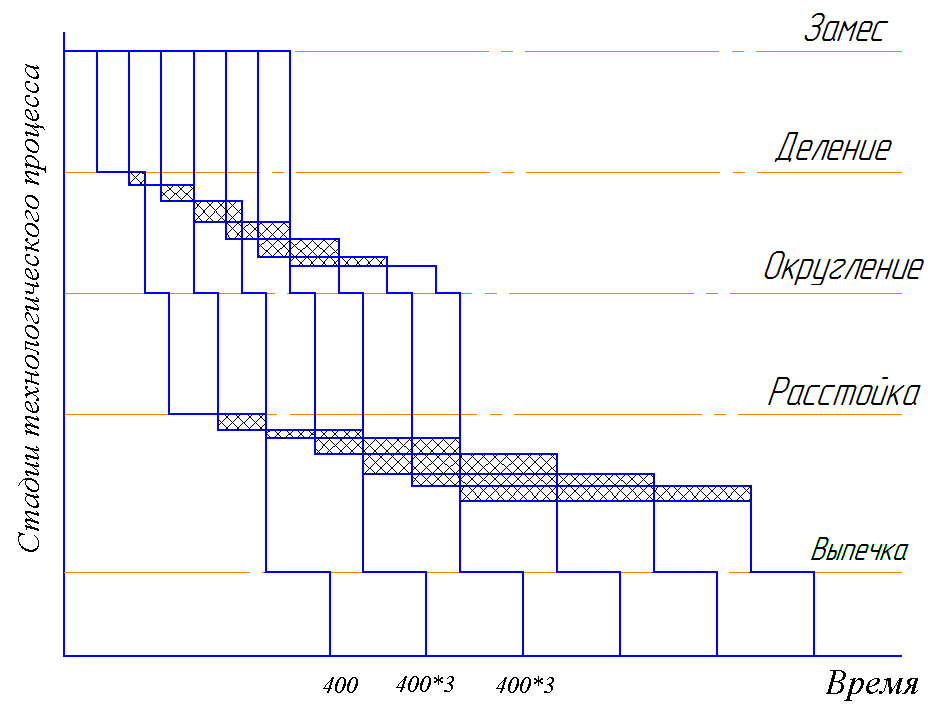 Замес
Деление
Округление
Расстойка
Выпечка
Стадии технологического процесса
400
400*3
400*3
Время